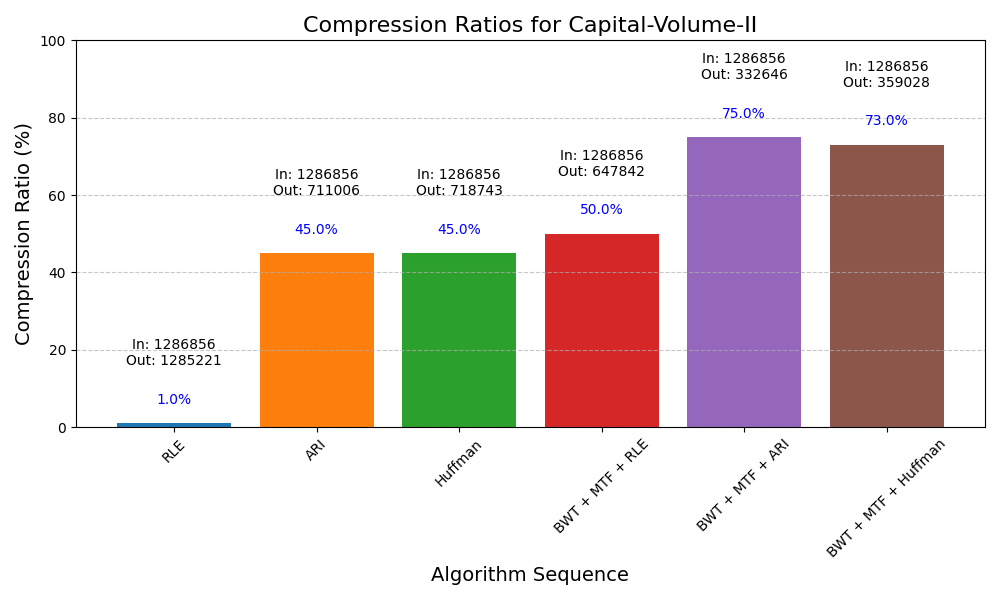 Compression Ratios for Capital-Volume-II
Compression Ratio (%)
100
80
60
40
20
0
In: 1286856
Out: 1285221
1.0%
In: 1286856
Out: 711006
45.0%
In: 1286856
Out: 718743
45.0%
In: 1286856
Out: 647842
50.0%
In: 1286856
Out: 332646
75.0%
In: 1286856
Out: 359028
73.0%
RLE
ARI
Huffman
BWT + MTF + RLE
BWT + MTF + ARI
BWT + MTF + Huffman
Algorithm Sequence